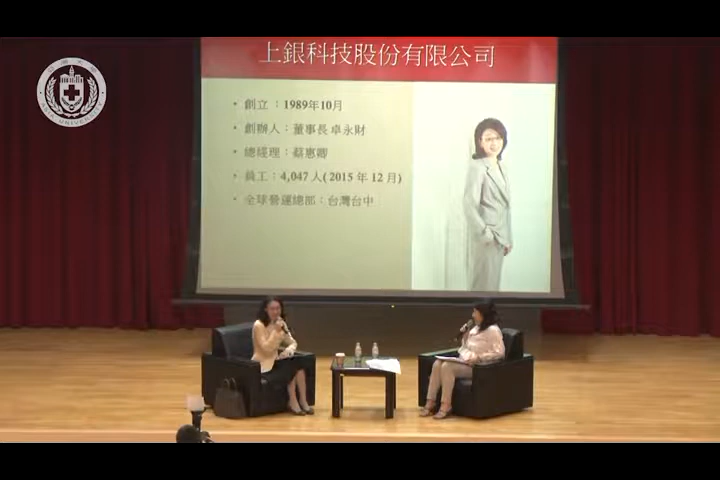 上銀科技股份有限公司
• 創立：1989年10月
• 創辦人：董事長卓永財
• 總經理：蔡惠卿
• 員工：4,047人(2015年12月)
• 全球營運總部：台灣台中
ASIA UNIVERSITY